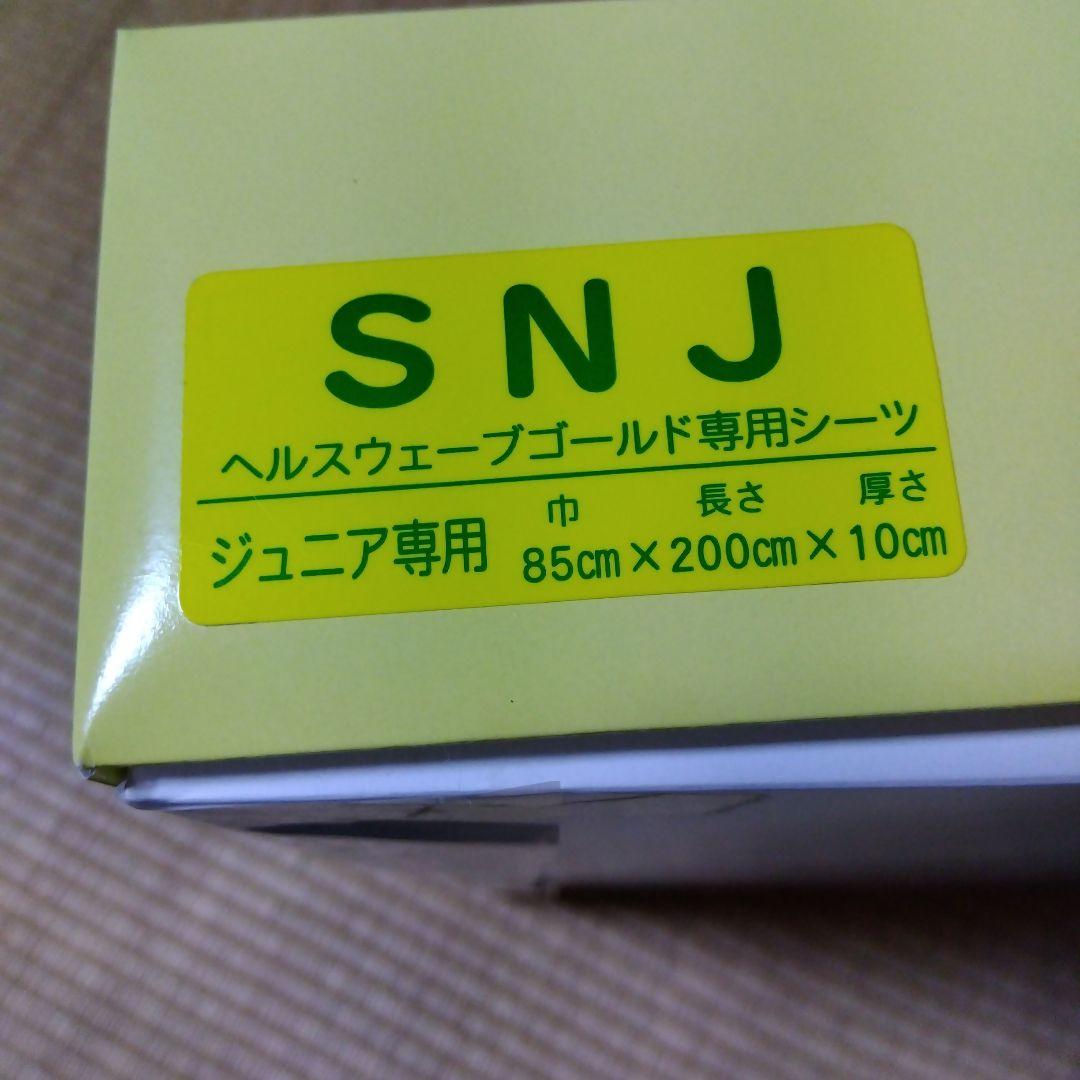 SNJ
ヘルスウェーブゴールド専用シーツ
巾 長さ 厚さ
ジュニア専用 85㎝×200㎝×10㎝